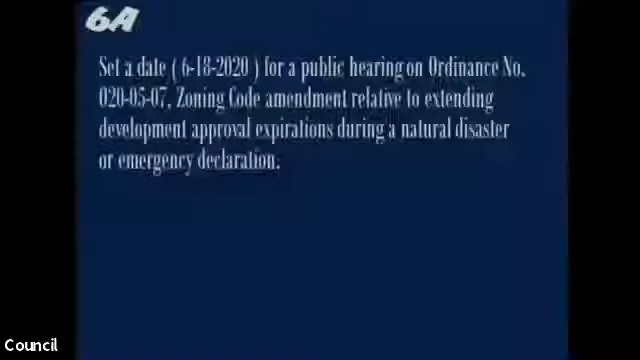 6A
Set a date ( 6-18-2020 ) for a public hearing on Ordinance No.
020-05-07, Zoning Code amendment relative to extending
development approval expirations during a natural disaster
or emergency declaration.
Council